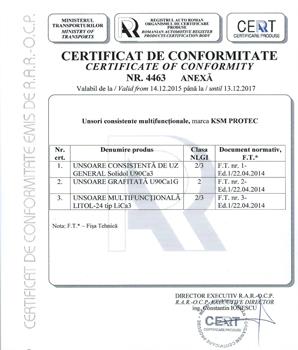 MINISTERUL
TRANSPORTURILOR
MINISTRY OF
TRANSPORTS
REGISTRUL AUTO ROMAN
ORGANISM DE CERTIFICARE
PRODUSE
ROMANIAN AUTOMOTIVE REGISTER
PRODUCTS CERTIFICATION BODY
CERT
CERTIFICARE PRODUSE
CERTIFICAT DE CONFORMITATE EMIS DE R.A.R.-O.C.P.
CERTIFICAT DE CONFORMITATE
CERTIFICATE OF CONFORMITY
NR. 4463 ANEXĂ
Valabil de la / Valid from 14.12.2015 până la / until 13.12.2017
Unsori consistente multifuncționale, marca KSM PROTEC
Nr. crt. Denumire produs Clasa NLGI Document normativ, F.T.*
1. UNSOARE CONSISTENTĂ DE UZ GENERAL Solidol U90Ca3 2/3 F.T. nr. 1-Ed.1/22.04.2014
2. UNSOARE GRAFITATĂ U90Ca1G 2 F.T. nr. 2-Ed.1/22.04.2014
3. UNSOARE MULTIFUNCȚIONALĂ LITOL-24 tip LiCa3 2/3 F.T. nr. 3-Ed.1/22.04.2014
Nota: F.T.* – Fișa Tehnică
DIRECTOR EXECUTIV R.A.R.-O.C.P.
R.A.R.-O.C.P. EXECUTIVE DIRECTOR
ing. Constantin IONESCU
CERT